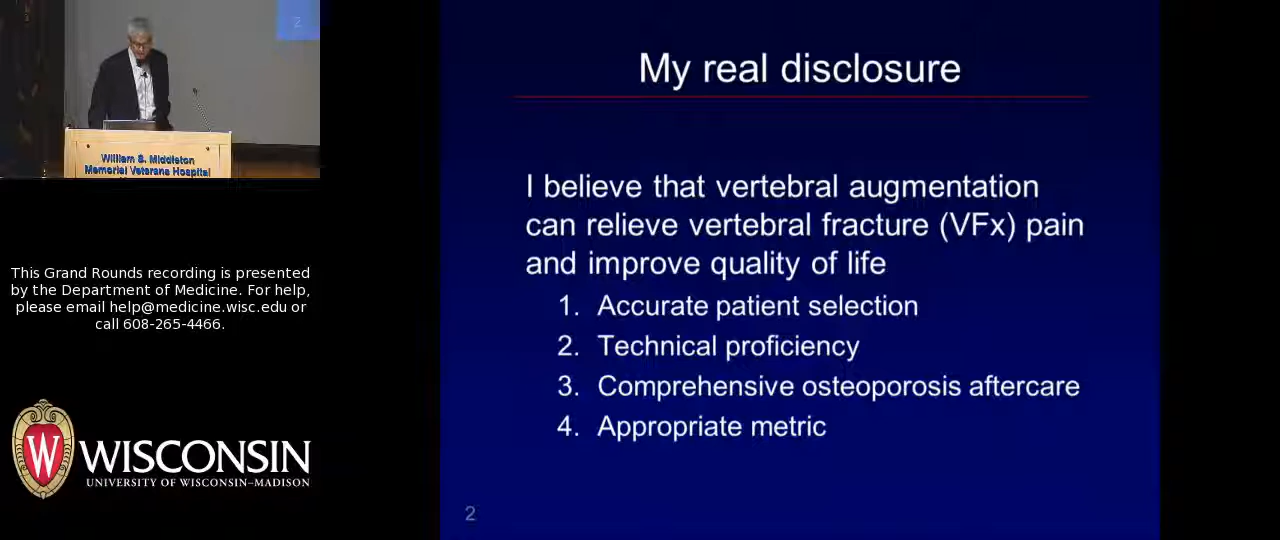 2
William S. Middleton
Memorial Veterans Hospital
This Grand Rounds recording is presented
by the Department of Medicine. For help,
please email help@medicine.wisc.edu or
call 608-265-4466.
W
WISCONSIN
UNIVERSITY OF WISCONSIN–MADISON
My real disclosure
I believe that vertebral augmentation
can relieve vertebral fracture (VFx) pain
and improve quality of life
1. Accurate patient selection
2. Technical proficiency
3. Comprehensive osteoporosis aftercare
4. Appropriate metric
2